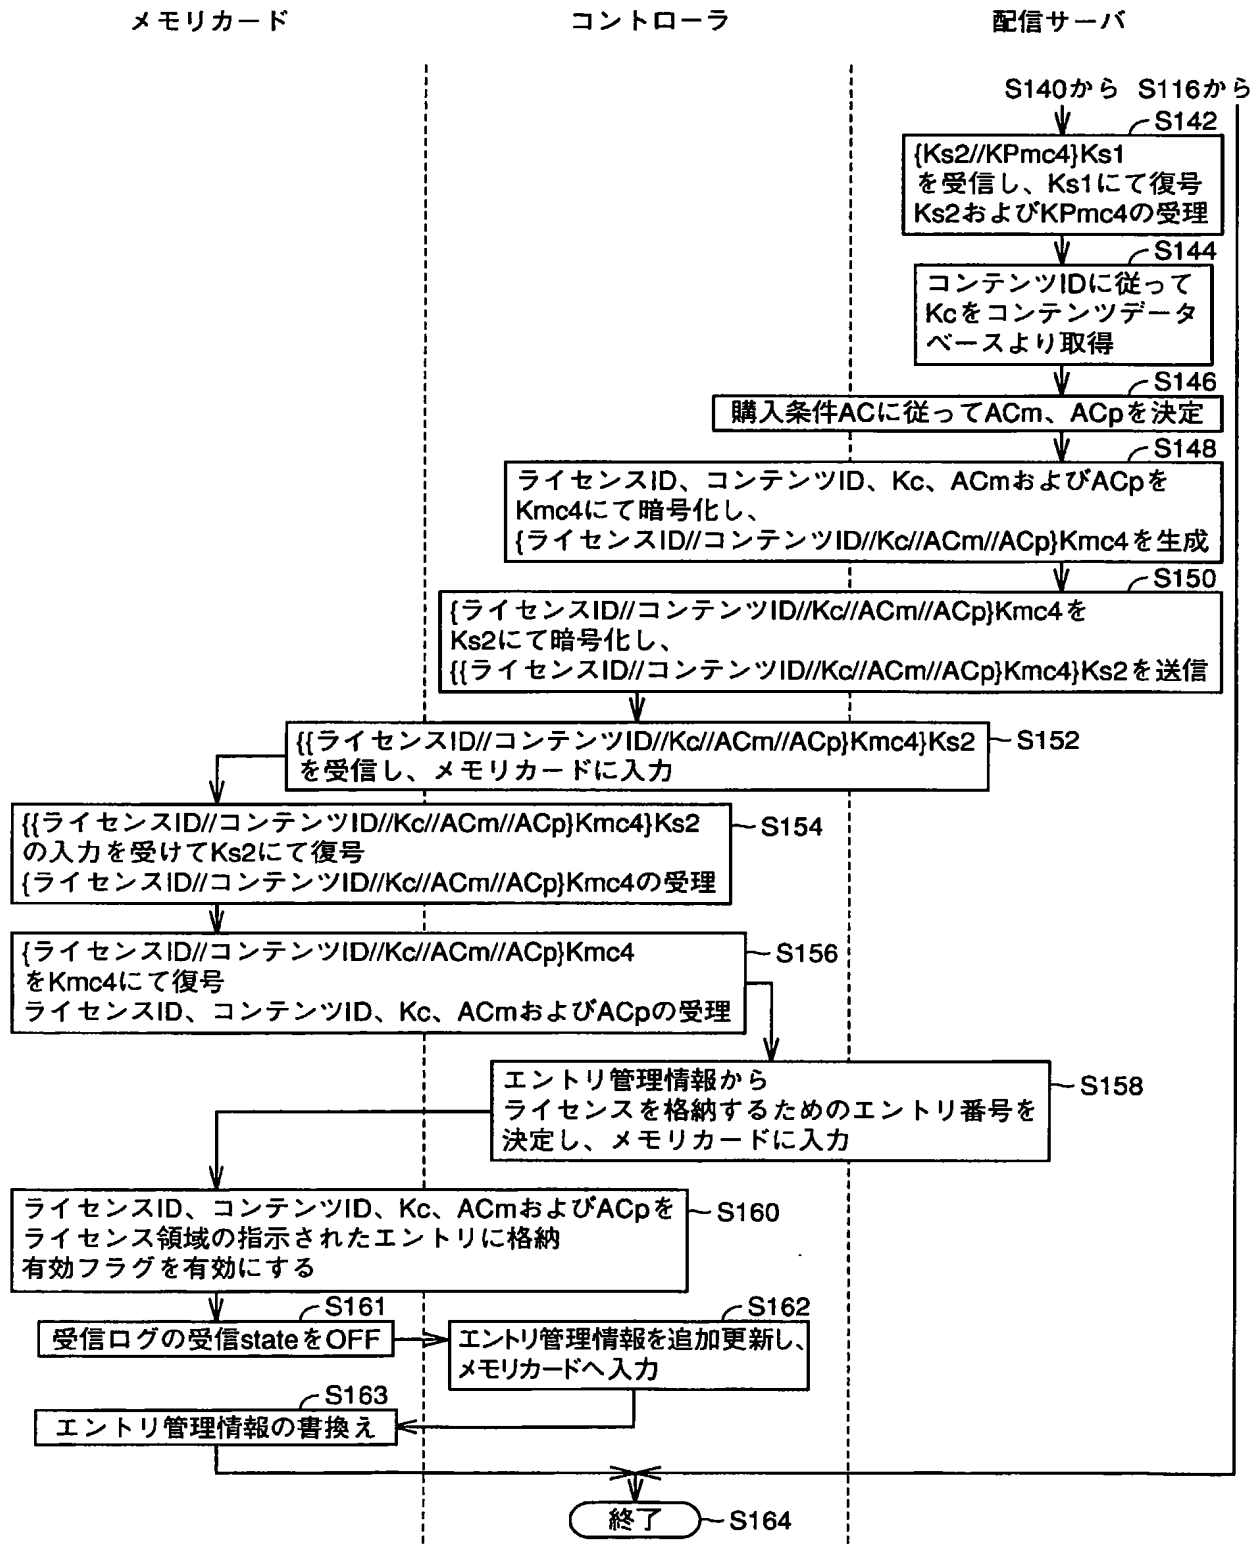 メモリカード
コントローラ
配信サーバ
S140から
S116から
S142
{Ks2//KPmc4}Ks1
を受信し、Ks1にて復号
Ks2およびKPmc4の受理
S144
コンテンツIDに従って
Kcをコンテンツデータ
ベースより取得
S146
購入条件ACに従ってACm、ACpを決定
S148
ライセンスID、コンテンツID、Kc、ACmおよびACpを
Kmc4にて暗号化し、
{ライセンスID//コンテンツID//Kc//ACm//ACp}Kmc4を生成
S150
{ライセンスID//コンテンツID//Kc//ACm//ACp}Kmc4を
Ks2にて暗号化し、
{{ライセンスID//コンテンツID//Kc//ACm//ACp}Kmc4}Ks2を送信
{{ライセンスID//コンテンツID//Kc//ACm//ACp}Kmc4}Ks2
を受信し、メモリカードに入力
S152
{{ライセンスID//コンテンツID//Kc//ACm//ACp}Kmc4}Ks2
の入力を受けてKs2にて復号
{ライセンスID//コンテンツID//Kc//ACm//ACp}Kmc4の受理
S154
{ライセンスID//コンテンツID//Kc//ACm//ACp}Kmc4
をKmc4にて復号
ライセンスID、コンテンツID、Kc、ACmおよびACpの受理
S156
エントリ管理情報から
ライセンスを格納するためのエントリ番号を
決定し、メモリカードに入力
S158
ライセンスID、コンテンツID、Kc、ACmおよびACpを
ライセンス領域の指示されたエントリに格納
有効フラグを有効にする
S160
S161
受信ログの受信stateをOFF
S162
エントリ管理情報を追加更新し、
メモリカードへ入力
S163
エントリ管理情報の書換え
終了
S164